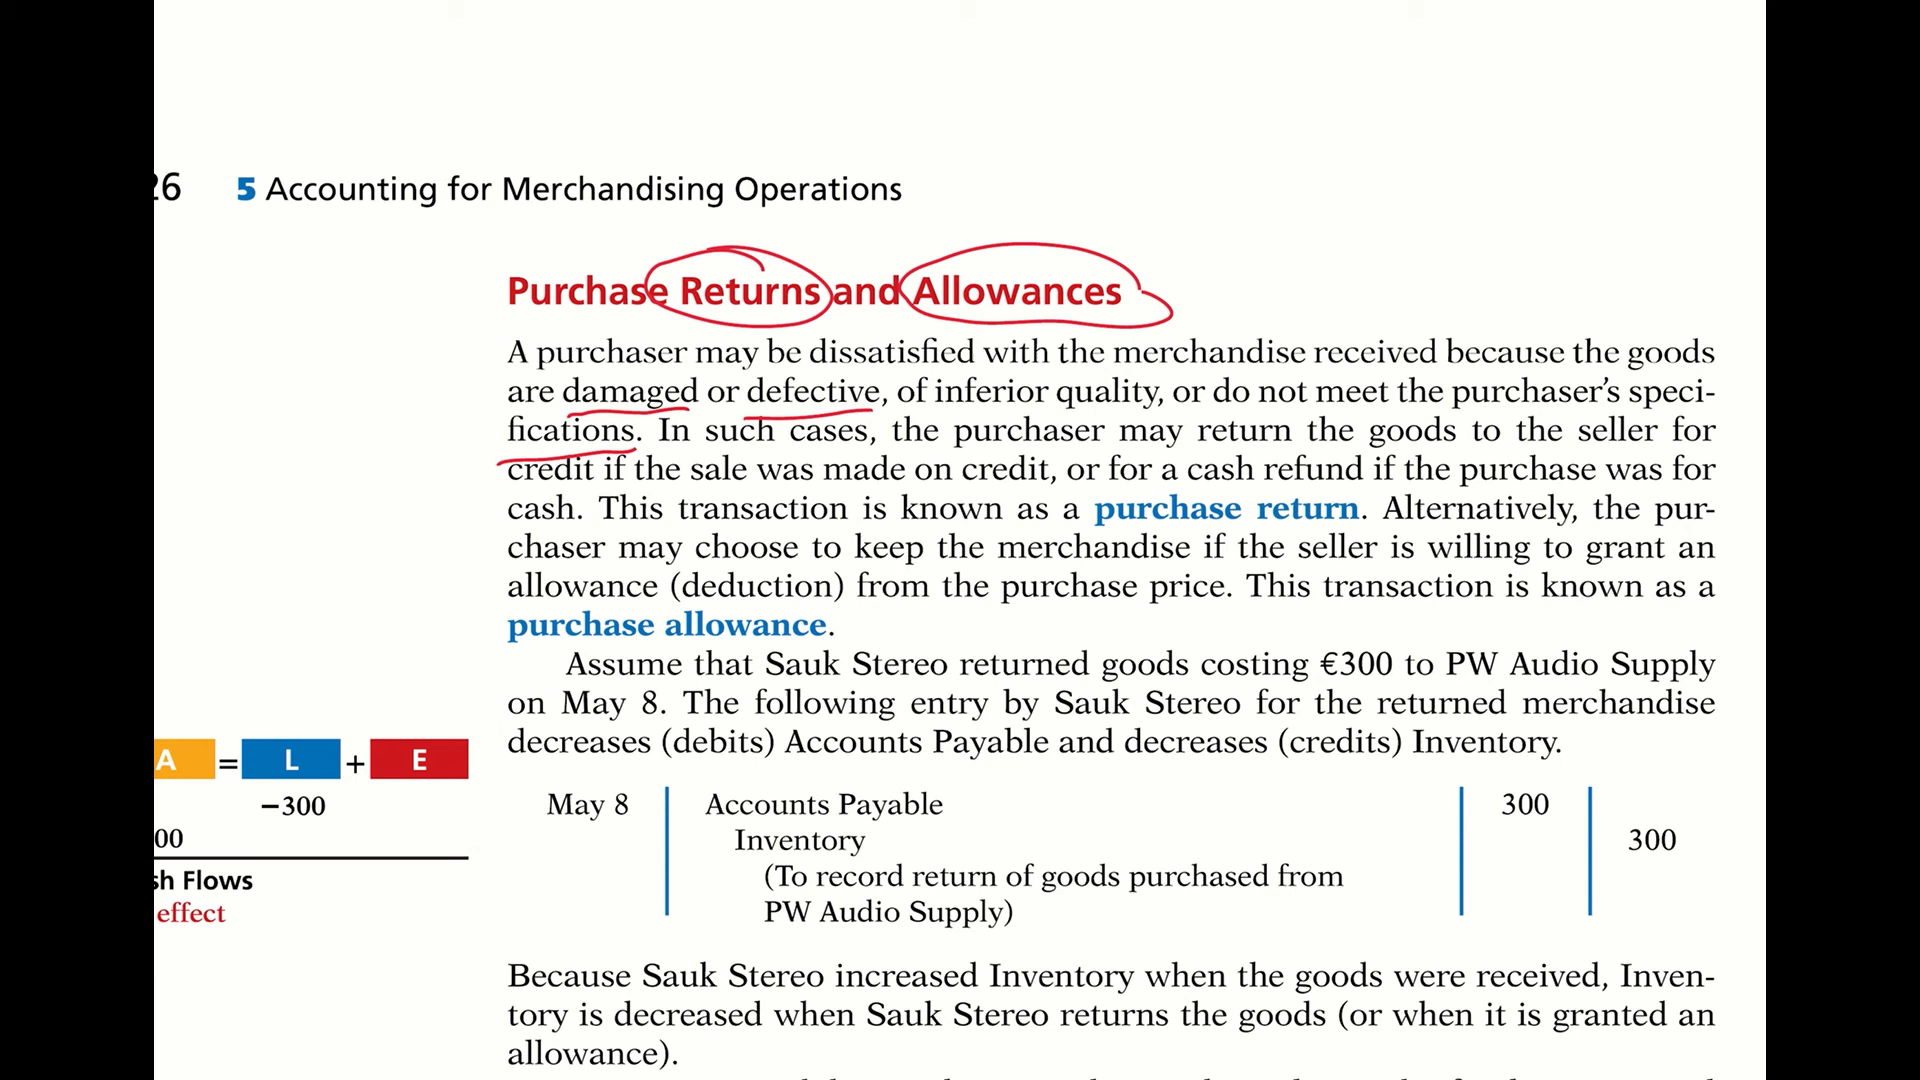 26 5 Accounting for Merchandising Operations
Purchase Returns and Allowances
A purchaser may be dissatisfied with the merchandise received because the goods
are damaged or defective, of inferior quality, or do not meet the purchaser's speci-
fications. In such cases, the purchaser may return the goods to the seller for
credit if the sale was made on credit, or for a cash refund if the purchase was for
cash. This transaction is known as a purchase return. Alternatively, the pur-
chaser may choose to keep the merchandise if the seller is willing to grant an
allowance (deduction) from the purchase price. This transaction is known as a
purchase allowance.
Assume that Sauk Stereo returned goods costing €300 to PW Audio Supply
on May 8. The following entry by Sauk Stereo for the returned merchandise
decreases (debits) Accounts Payable and decreases (credits) Inventory.
A = L + E
−300
00
sh Flows
effect
May 8 Accounts Payable 300
Inventory 300
(To record return of goods purchased from
PW Audio Supply)
Because Sauk Stereo increased Inventory when the goods were received, Inven-
tory is decreased when Sauk Stereo returns the goods (or when it is granted an
allowance).